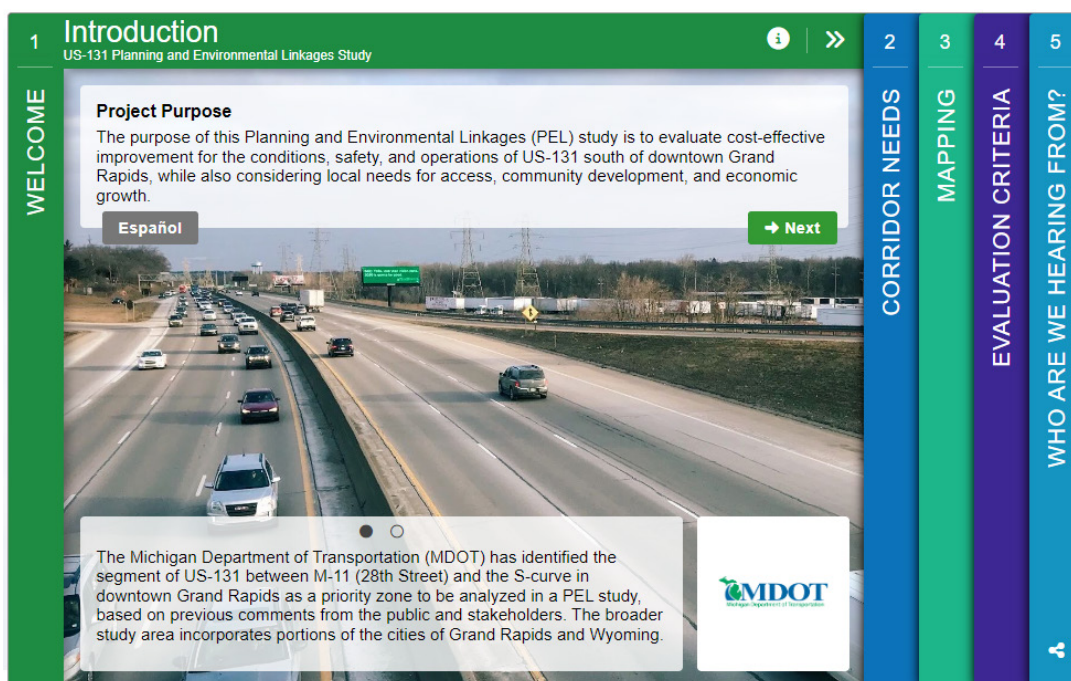 1
Introduction
US-131 Planning and Environmental Linkages Study
WELCOME
Project Purpose
The purpose of this Planning and Environmental Linkages (PEL) study is to evaluate cost-effective
improvement for the conditions, safety, and operations of US-131 south of downtown Grand
Rapids, while also considering local needs for access, community development, and economic
growth.
Español
Next
The Michigan Department of Transportation (MDOT) has identified the
segment of US-131 between M-11 (28th Street) and the S-curve in
downtown Grand Rapids as a priority zone to be analyzed in a PEL study,
based on previous comments from the public and stakeholders. The broader
study area incorporates portions of the cities of Grand Rapids and Wyoming.
MDOT
Michigan Department of Transportation
2
CORRIDOR NEEDS
3
MAPPING
4
EVALUATION CRITERIA
5
WHO ARE WE HEARING FROM?